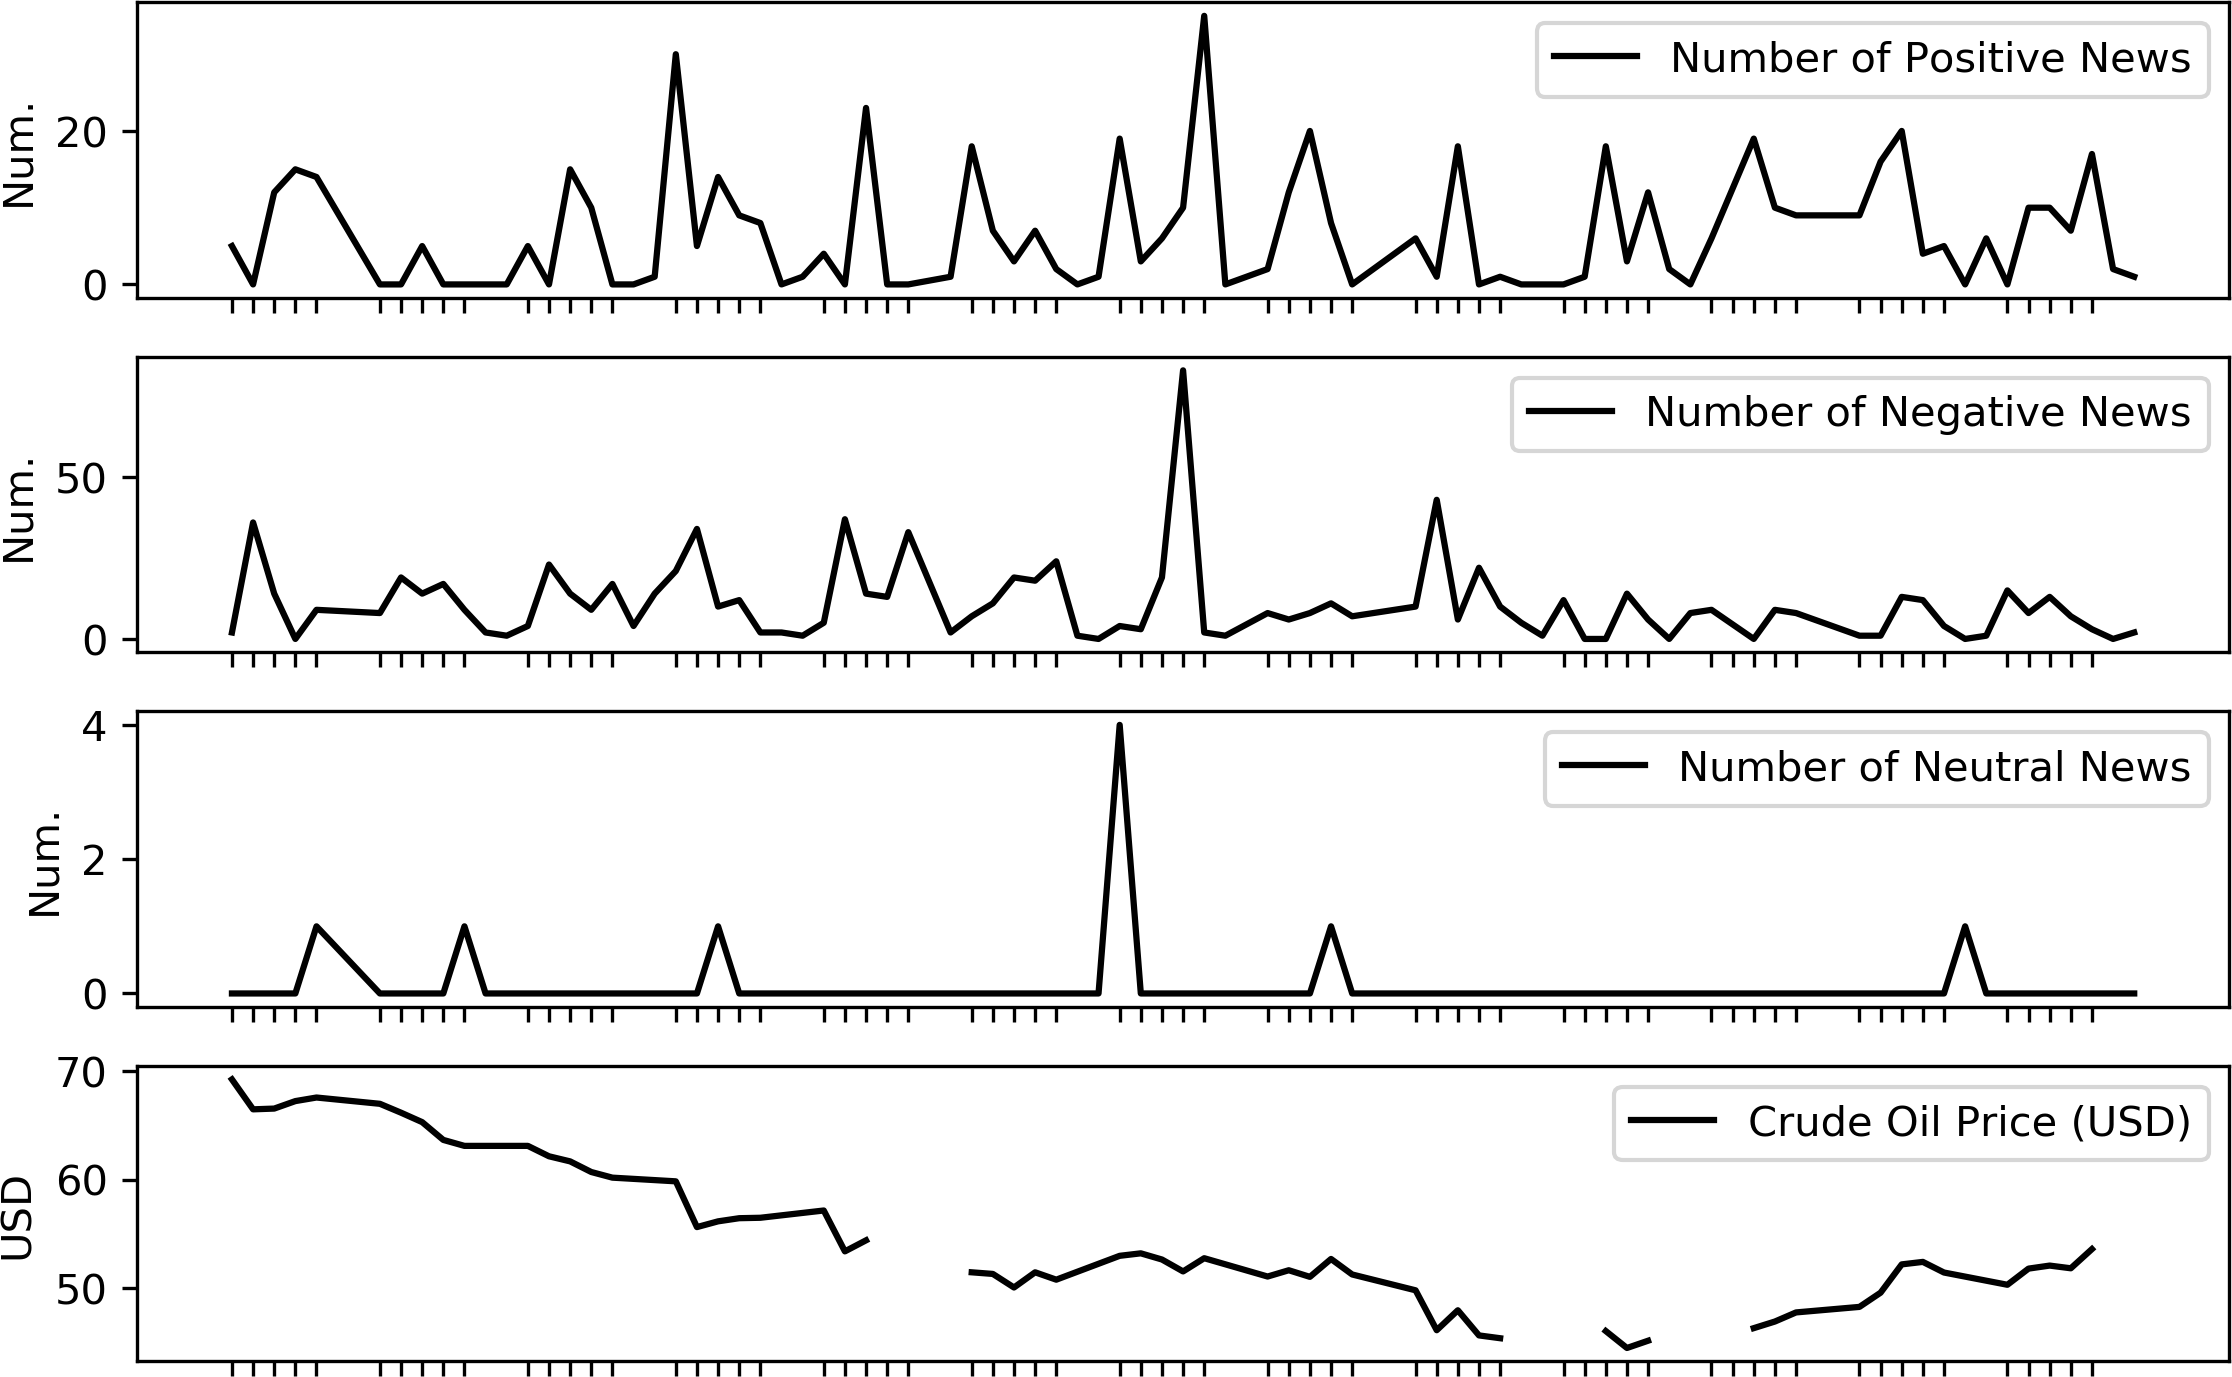 Number of Positive News
Num.
20
0
Number of Negative News
Num.
50
0
Number of Neutral News
Num.
4
2
0
Crude Oil Price (USD)
USD
70
60
50